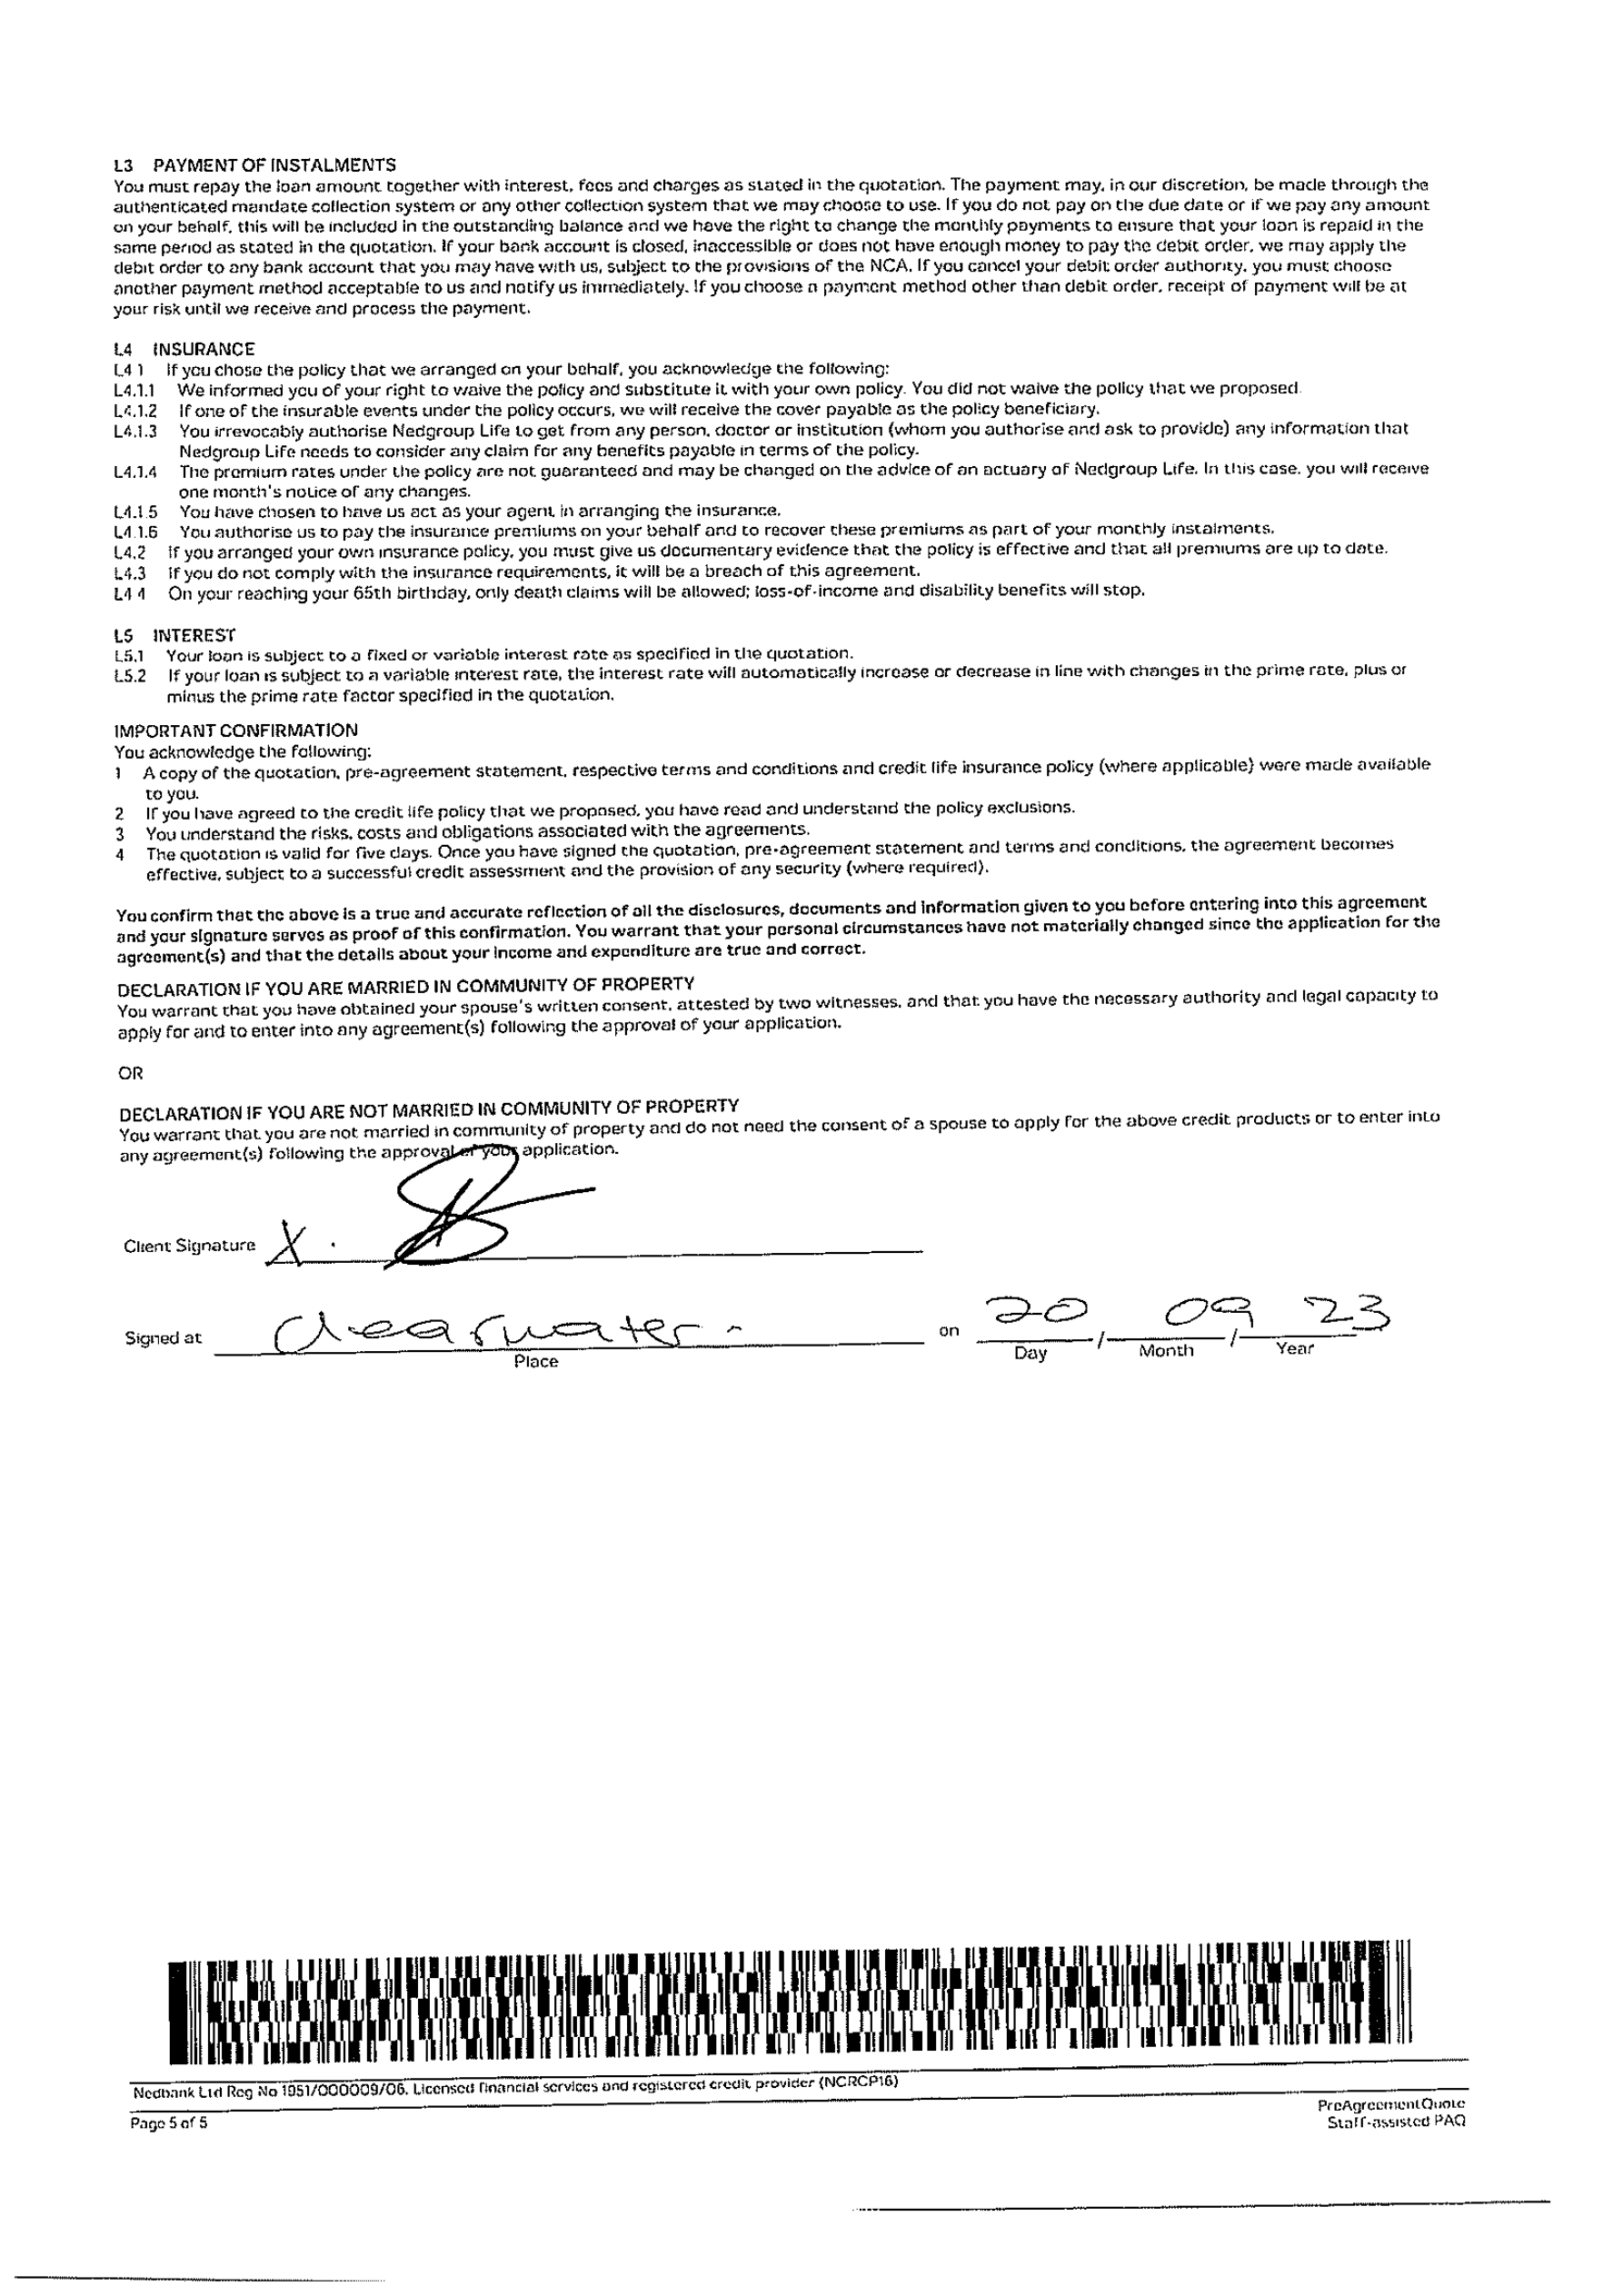 L3 PAYMENT OF INSTALMENTS
You must repay the loan amount together with interest, fees and charges as stated in the quotation. The payment may, in our discretion, be made through the
authenticated mandate collection system or any other collection system that we may choose to use. If you do not pay on the due date or if we pay any amount
on your behalf, this will be included in the outstanding balance and we have the right to change the monthly payments to ensure that your loan is repaid in the
same period as stated in the quotation. If your bank account is closed, inaccessible or does not have enough money to pay the debit order, we may apply the
debit order to any bank account that you may have with us, subject to the provisions of the NCA. If you cancel your debit order authority, you must choose
another payment method acceptable to us and notify us immediately. If you choose a payment method other than debit order, receipt of payment will be at
your risk until we receive and process the payment.
L4 INSURANCE
L4 1 If you chose the policy that we arranged on your behalf, you acknowledge the following:
L4.1.1 We informed you of your right to waive the policy and substitute it with your own policy. You did not waive the policy that we proposed.
L4.1.2 If one of the insurable events under the policy occurs, we will receive the cover payable as the policy beneficiary.
L4.1.3 You irrevocably authorise Nedgroup Life to get from any person, doctor or institution (whom you authorise and ask to provide) any information that
Nedgroup Life needs to consider any claim for any benefits payable in terms of the policy.
L4.1.4 The premium rates under the policy are not guaranteed and may be changed on the advice of an actuary of Nedgroup Life. In this case, you will receive
one month's notice of any changes.
L4.1.5 You have chosen to have us act as your agent in arranging the insurance.
L4.1.6 You authorise us to pay the insurance premiums on your behalf and to recover these premiums as part of your monthly instalments.
L4.2 If you arranged your own insurance policy, you must give us documentary evidence that the policy is effective and that all premiums are up to date.
L4.3 If you do not comply with the insurance requirements, it will be a breach of this agreement.
L4 4 On your reaching your 65th birthday, only death claims will be allowed; loss-of-income and disability benefits will stop.
L5 INTEREST
L5.1 Your loan is subject to a fixed or variable interest rate as specified in the quotation.
L5.2 If your loan is subject to a variable interest rate, the interest rate will automatically increase or decrease in line with changes in the prime rate, plus or
minus the prime rate factor specified in the quotation.
IMPORTANT CONFIRMATION
You acknowledge the following:
1 A copy of the quotation, pre-agreement statement, respective terms and conditions and credit life insurance policy (where applicable) were made available
to you.
2 If you have agreed to the credit life policy that we proposed, you have read and understand the policy exclusions.
3 You understand the risks, costs and obligations associated with the agreements.
4 The quotation is valid for five days. Once you have signed the quotation, pre-agreement statement and terms and conditions, the agreement becomes
effective, subject to a successful credit assessment and the provision of any security (where required).
You confirm that the above is a true and accurate reflection of all the disclosures, documents and information given to you before entering into this agreement
and your signature serves as proof of this confirmation. You warrant that your personal circumstances have not materially changed since the application for the
agreement(s) and that the details about your income and expenditure are true and correct.
DECLARATION IF YOU ARE MARRIED IN COMMUNITY OF PROPERTY
You warrant that you have obtained your spouse's written consent, attested by two witnesses, and that you have the necessary authority and legal capacity to
apply for and to enter into any agreement(s) following the approval of your application.
OR
DECLARATION IF YOU ARE NOT MARRIED IN COMMUNITY OF PROPERTY
You warrant that you are not married in community of property and do not need the consent of a spouse to apply for the above credit products or to enter into
any agreement(s) following the approval of your application.
Client Signature X.
Signed at Clearwater - on 20 / 09 / 23
Place Day Month Year
Nedbank Ltd Reg No 1951/000009/06. Licensed financial services and registered credit provider (NCRCP16)
PreAgreementQuote
Page 5 of 5 Staff-assisted PAQ